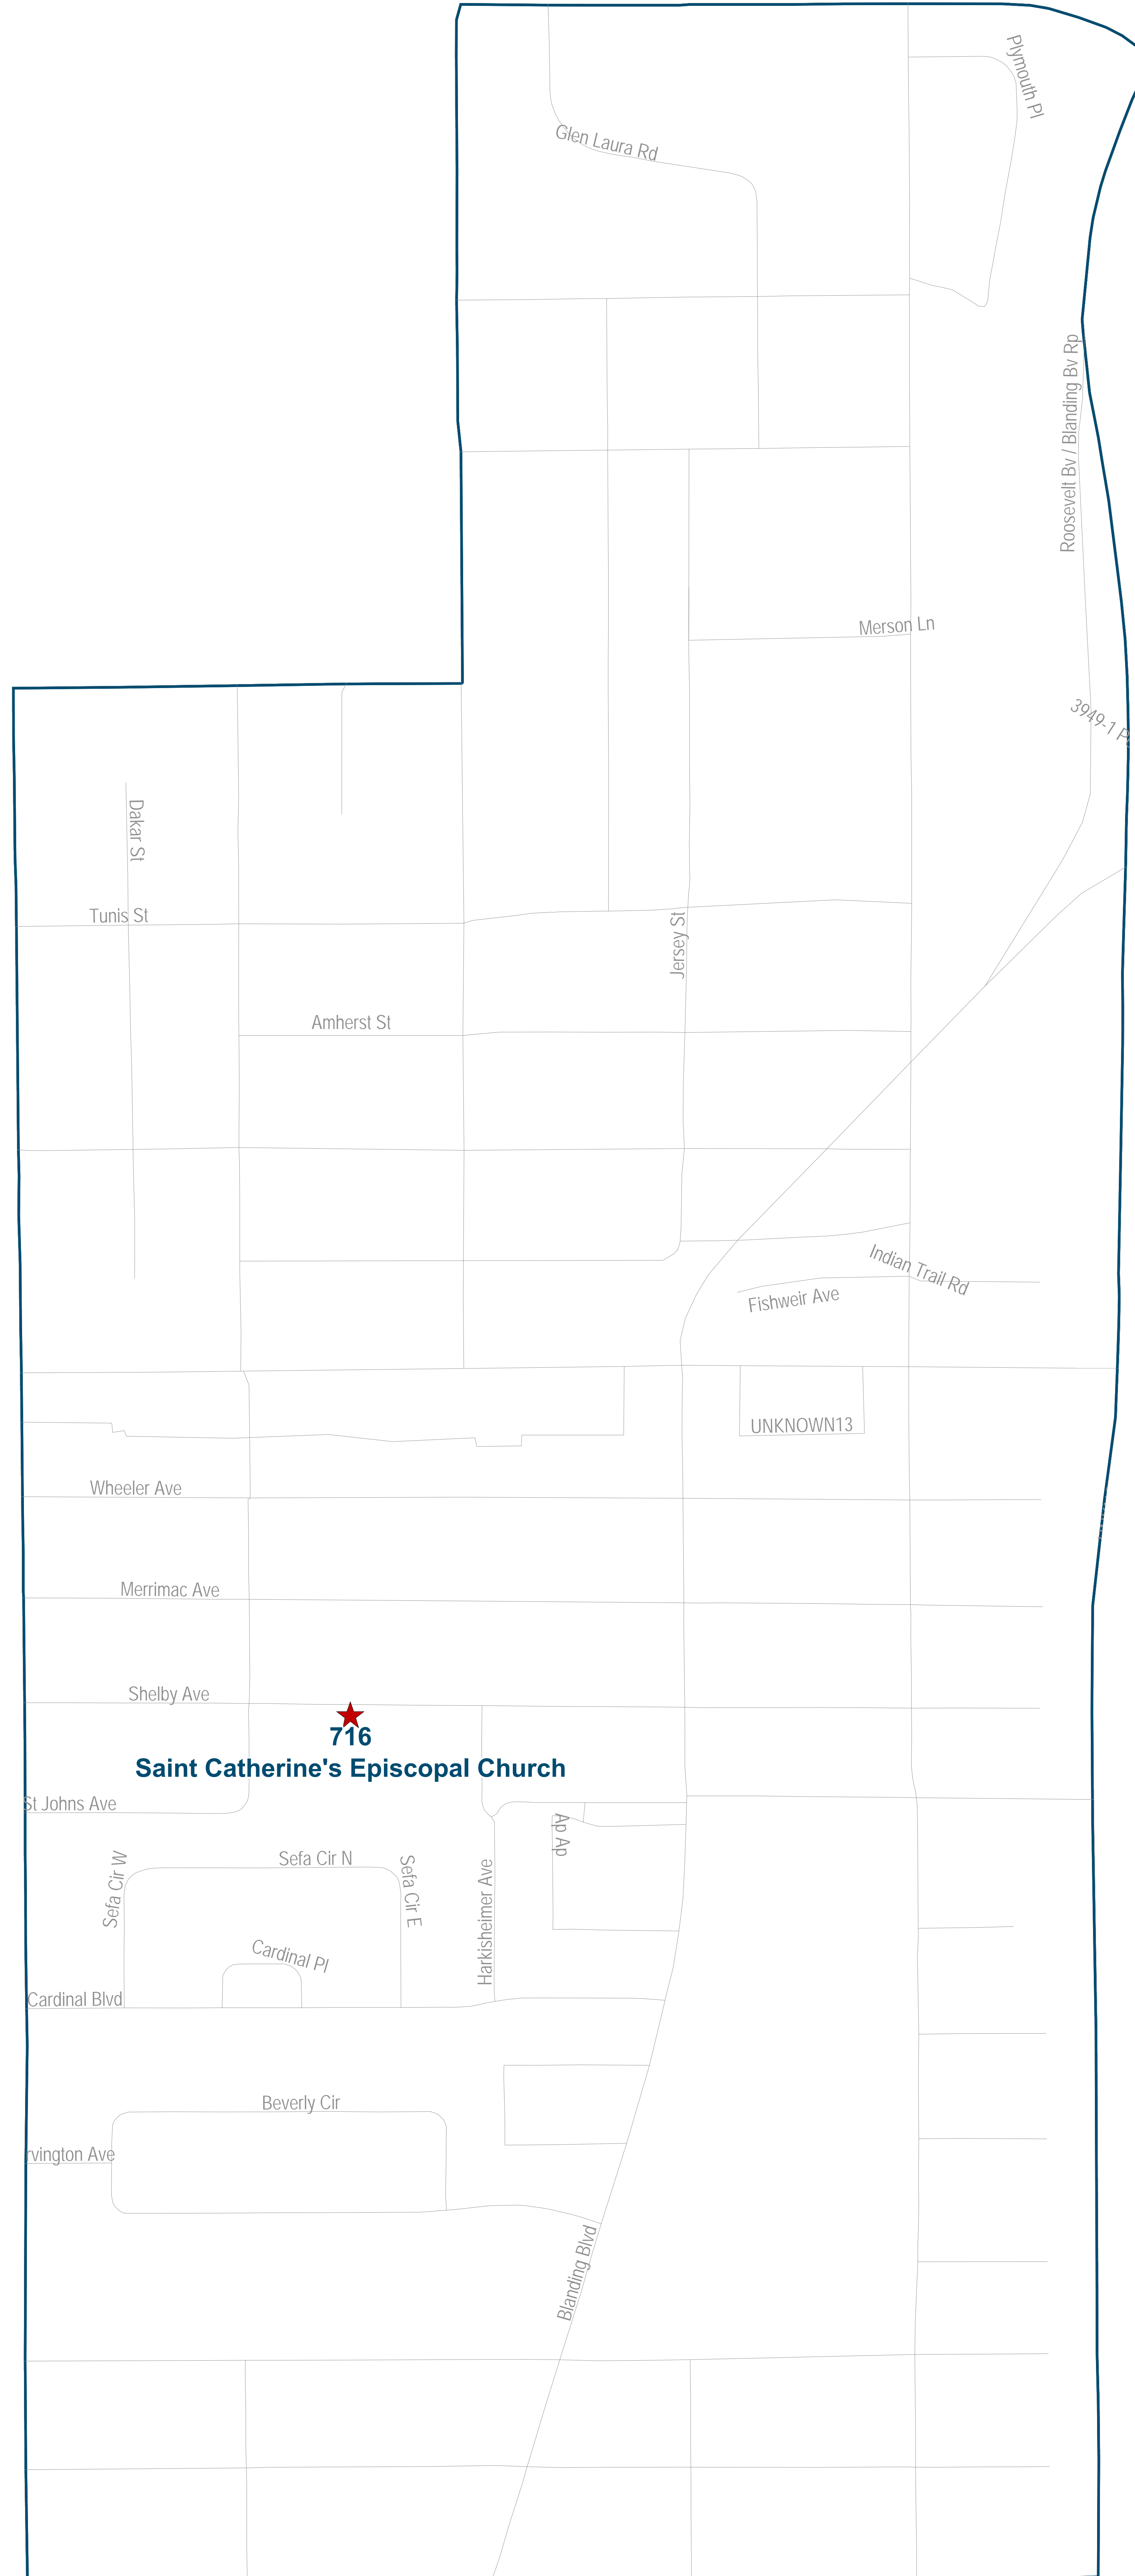 Plymouth Pl
Glen Laura Rd
Roosevelt Bv / Blanding Bv Rp
Merson Ln
3949-1 P
Dakar St
Tunis St
Jersey St
Amherst St
Indian Trail Rd
Fishweir Ave
UNKNOWN13
Wheeler Ave
Merrimac Ave
Shelby Ave
716
Saint Catherine's Episcopal Church
St Johns Ave
Ap Ap
Sefa Cir W
Sefa Cir N
Sefa Cir E
Harkisheimer Ave
Cardinal Pl
Cardinal Blvd
Beverly Cir
rvington Ave
Blanding Blvd